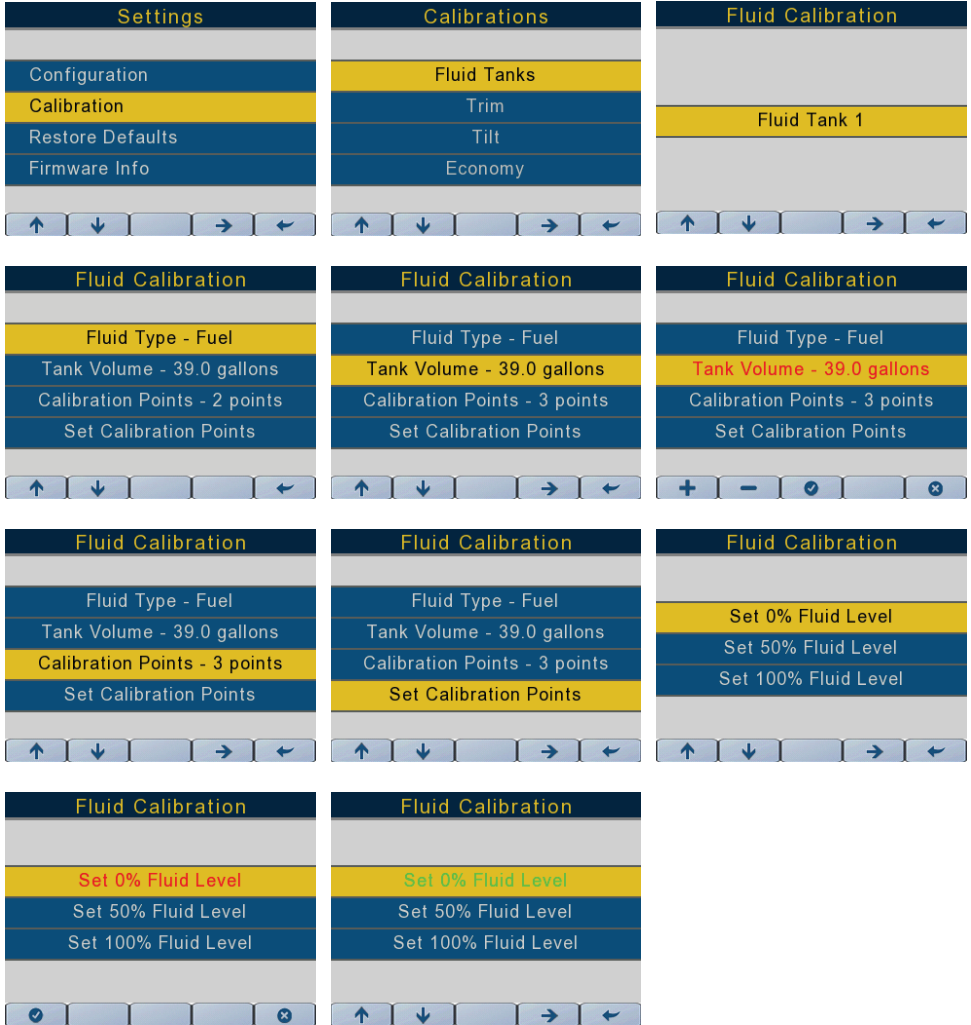 Settings
Configuration
Calibration
Restore Defaults
Firmware Info
Calibrations
Fluid Tanks
Trim
Tilt
Economy
Fluid Calibration
Fluid Tank 1
Fluid Calibration
Fluid Type - Fuel
Tank Volume - 39.0 gallons
Calibration Points - 2 points
Set Calibration Points
Fluid Calibration
Fluid Type - Fuel
Tank Volume - 39.0 gallons
Calibration Points - 3 points
Set Calibration Points
Fluid Calibration
Fluid Type - Fuel
Tank Volume - 39.0 gallons
Calibration Points - 3 points
Set Calibration Points
Fluid Calibration
Fluid Type - Fuel
Tank Volume - 39.0 gallons
Calibration Points - 3 points
Set Calibration Points
Fluid Calibration
Fluid Type - Fuel
Tank Volume - 39.0 gallons
Calibration Points - 3 points
Set Calibration Points
Fluid Calibration
Set 0% Fluid Level
Set 50% Fluid Level
Set 100% Fluid Level
Fluid Calibration
Set 0% Fluid Level
Set 50% Fluid Level
Set 100% Fluid Level
Fluid Calibration
Set 0% Fluid Level
Set 50% Fluid Level
Set 100% Fluid Level